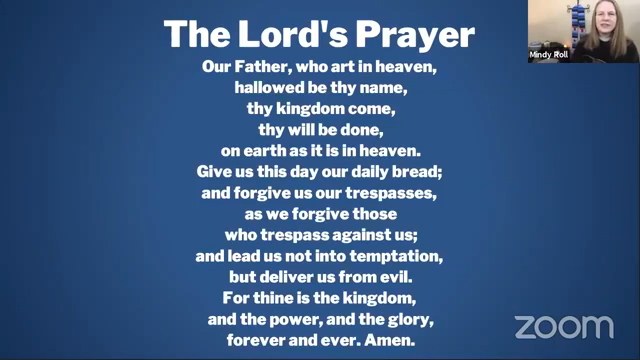 The Lord's Prayer
Our Father, who art in heaven,
hallowed be thy name,
thy kingdom come,
thy will be done,
on earth as it is in heaven.
Give us this day our daily bread;
and forgive us our trespasses,
as we forgive those
who trespass against us;
and lead us not into temptation,
but deliver us from evil.
For thine is the kingdom,
and the power, and the glory,
forever and ever. Amen.
Mindy Roll
zoom